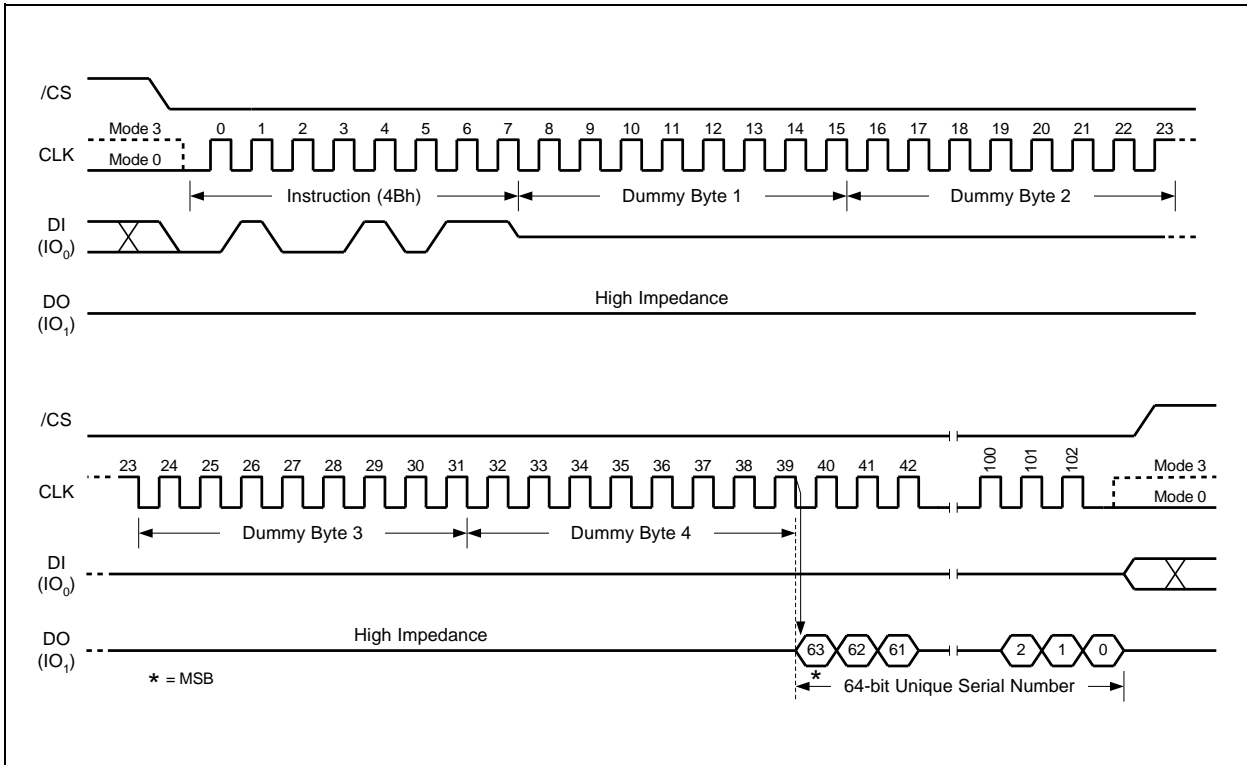 /CS
Mode 3 0 1 2 3 4 5 6 7 8 9 10 11 12 13 14 15 16 17 18 19 20 21 22 23
CLK Mode 0
Instruction (4Bh) Dummy Byte 1 Dummy Byte 2
DI
(IO0)
High Impedance
DO
(IO1)
/CS
23 24 25 26 27 28 29 30 31 32 33 34 35 36 37 38 39 40 41 42 100 101 102 Mode 3
CLK Mode 0
Dummy Byte 3 Dummy Byte 4
DI
(IO0)
DO High Impedance
(IO1) 63 62 61 2 1 0
* = MSB * 64-bit Unique Serial Number